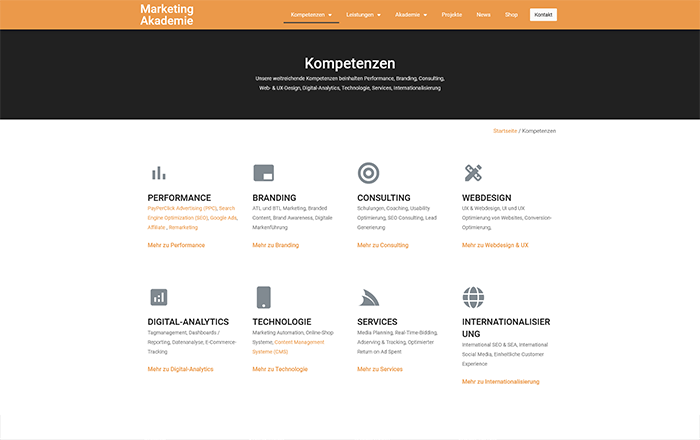 Marketing
Akademie
Kompetenzen
Leistungen
Akademie
Projekte
News
Shop
Kontakt
Kompetenzen
Unsere weitreichende Kompetenzen beinhalten Performance, Branding, Consulting,
Web- & UX-Design, Digital-Analytics, Technologie, Services, Internationalisierung
Startseite / Kompetenzen
PERFORMANCE
PayPerClick Advertising (PPC), Search
Engine Optimization (SEO), Google Ads,
Affiliate , Remarketing
Mehr zu Performance
BRANDING
ATL und BTL Marketing, Branded
Content, Brand Awareness, Digitale
Markenführung
Mehr zu Branding
CONSULTING
Schulungen, Coaching, Usability
Optimierung, SEO Consulting, Lead
Generierung
Mehr zu Consulting
WEBDESIGN
UX & Webdesign, UI und UX
Optimierung von Websites, Conversion-
Optimierung,
Mehr zu Webdesign & UX
DIGITAL-ANALYTICS
Tagmanagement, Dashboards /
Reporting, Datenanalyse, E-Commerce-
Tracking
Mehr zu Digital-Analytics
TECHNOLOGIE
Marketing Automation, Online-Shop
Systeme, Content Management
Systeme (CMS)
Mehr zu Technologie
SERVICES
Media Planning, Real-Time-Bidding,
Adserving & Tracking, Optimierter
Return on Ad Spent
Mehr zu Services
INTERNATIONALISIER
UNG
International SEO & SEA, International
Social Media, Einheitliche Customer
Experience
Mehr zu Internationalisierung